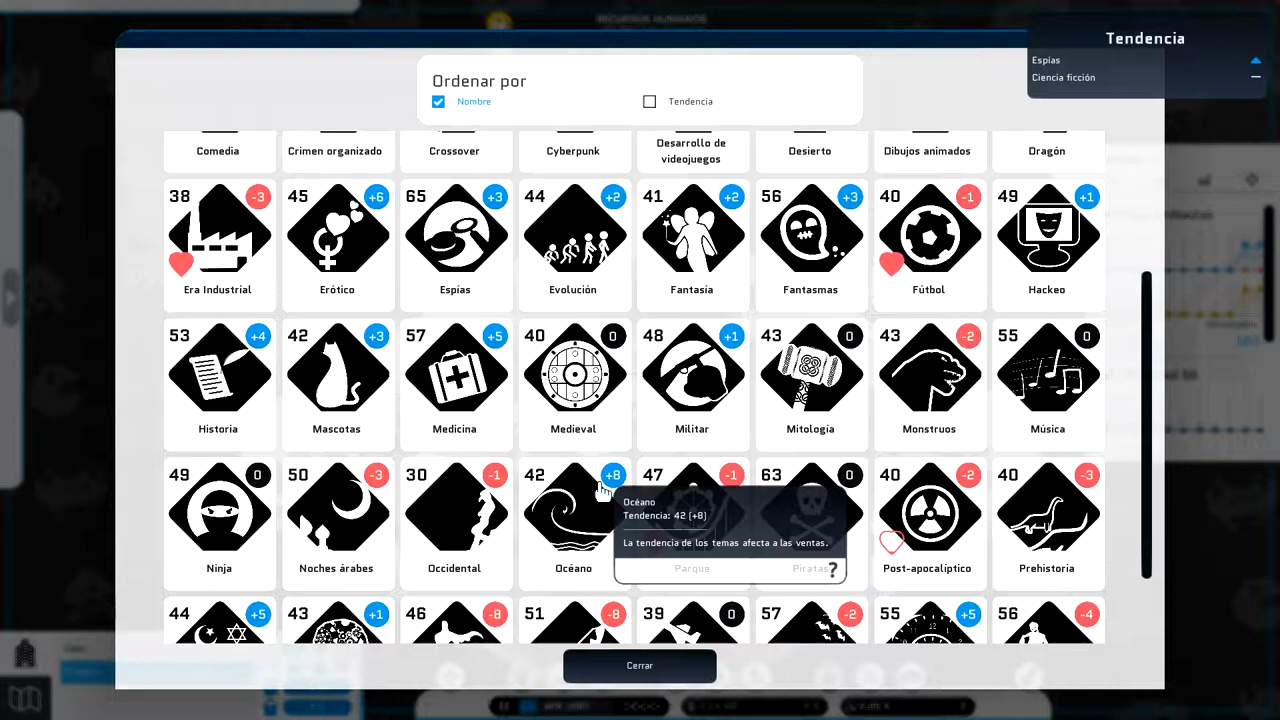 RECURSOS HUMANOS
Tendencia
Espías
Ciencia ficción
Ordenar por
Nombre
Tendencia
Comedia
Crimen organizado
Crossover
Cyberpunk
Desarrollo de
videojuegos
Desierto
Dibujos animados
Dragón
38 -3
45 +6
65 +3
44 +2
41 +2
56 +3
40 -1
49 +1
Era Industrial
Erótico
Espías
Evolución
Fantasía
Fantasmas
Fútbol
Hackeo
53 +4
42 +3
57 +5
40 0
48 +1
43 0
43 -2
55 0
Historia
Mascotas
Medicina
Medieval
Militar
Mitología
Monstruos
Música
49 0
50 -3
30 -1
42 +8
47 -1
63 0
40 -2
40 -3
Océano
Tendencia: 42 (+8)
La tendencia de los temas afecta a las ventas.
Ninja
Noches árabes
Occidental
Océano
Parque
Piratas
?
Post-apocalíptico
Prehistoria
44 +5
43 +1
46 -8
51 -8
39 0
57 -2
55 +5
56 -4
Cerrar